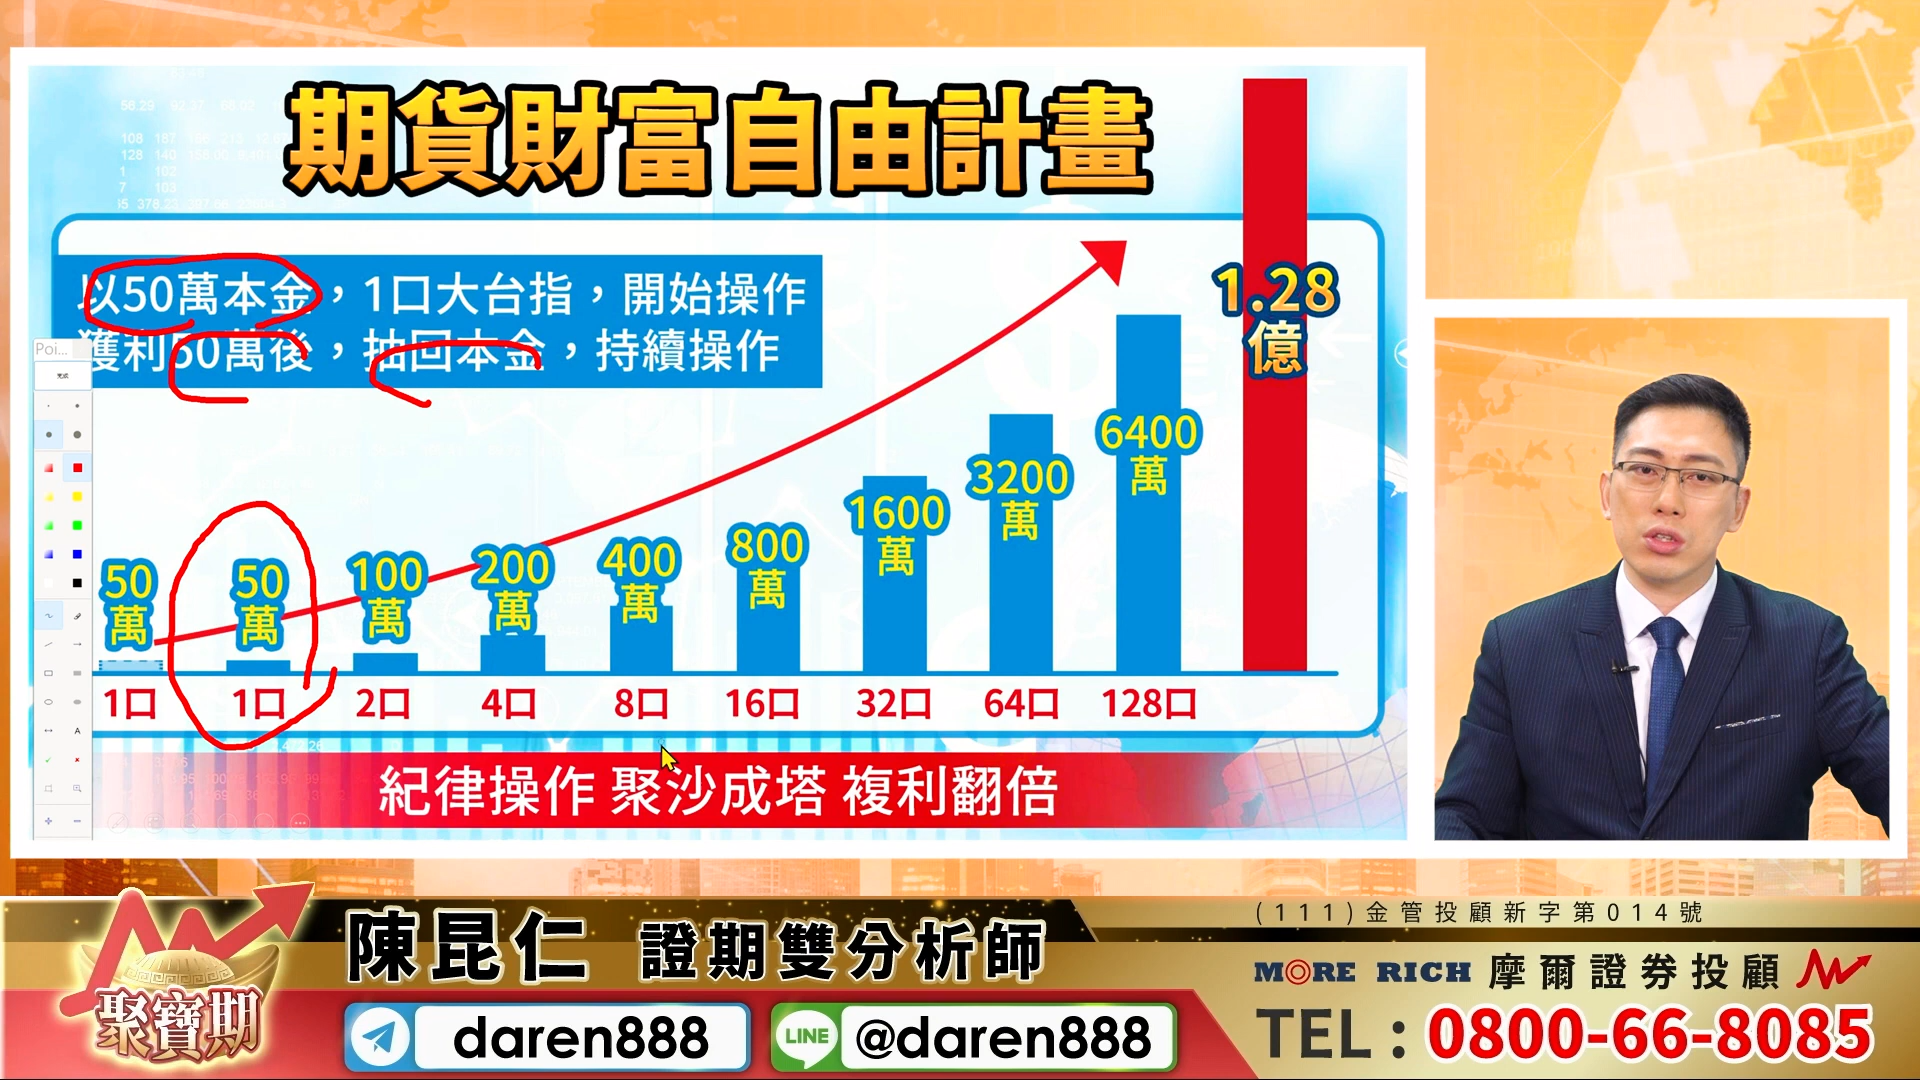 期貨財富自由計畫
以50萬本金，1口大台指，開始操作
獲利50萬後，抽回本金，持續操作
Poi...
完成
1.28
億
6400
萬
3200
萬
1600
萬
800
萬
400
萬
200
萬
100
萬
50
萬
50
萬
1口
1口
2口
4口
8口
16口
32口
64口
128口
紀律操作 聚沙成塔 複利翻倍
聚寶期
陳昆仁 證期雙分析師
daren888
LINE
@daren888
(111)金管投顧新字第014號
MORE RICH 摩爾證券投顧
TEL：0800-66-8085